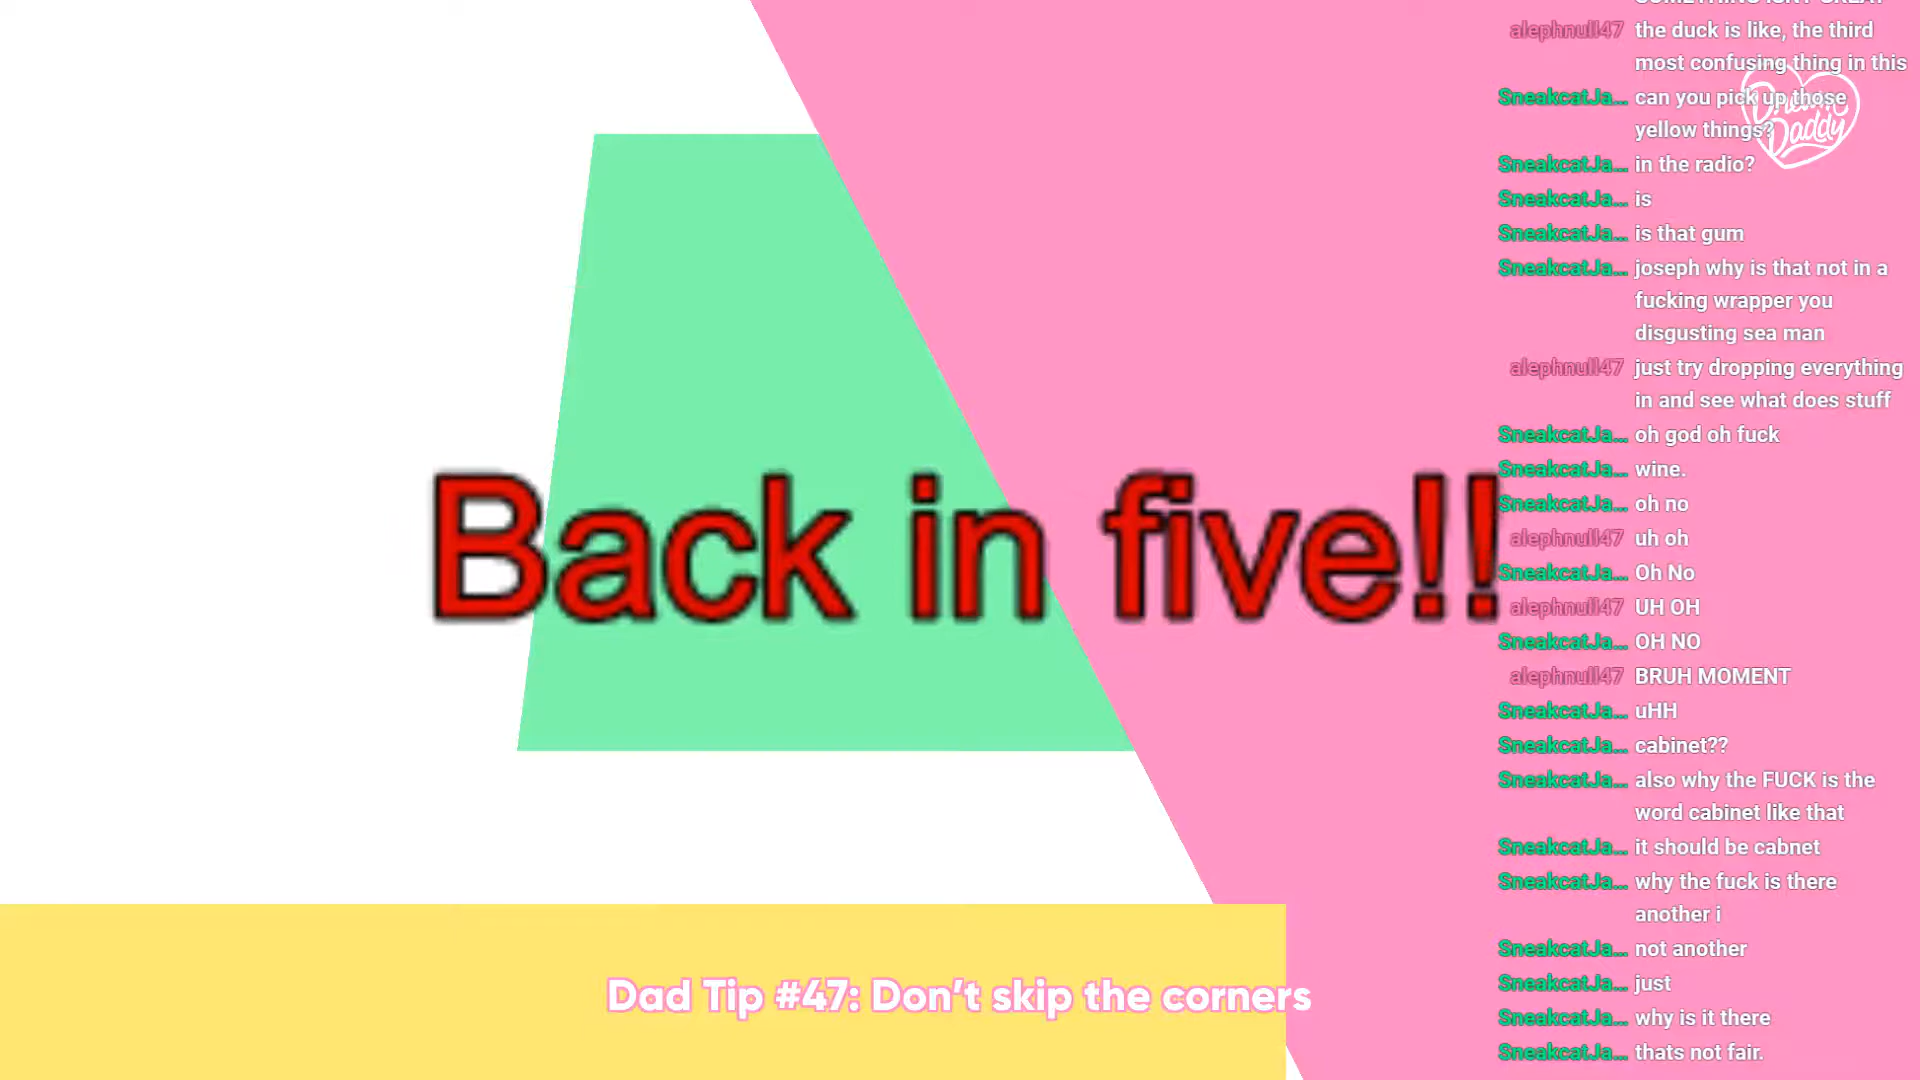 SOMETHING ISN'T GREAT
alephnull47 the duck is like, the third
most confusing thing in this
SneakcatJa... can you pick up those
yellow things?
Dream
Daddy
SneakcatJa... in the radio?
SneakcatJa... is
SneakcatJa... is that gum
SneakcatJa... joseph why is that not in a
fucking wrapper you
disgusting sea man
alephnull47 just try dropping everything
in and see what does stuff
SneakcatJa... oh god oh fuck
SneakcatJa... wine.
SneakcatJa... oh no
Back in five!!
alephnull47 uh oh
SneakcatJa... Oh No
alephnull47 UH OH
SneakcatJa... OH NO
alephnull47 BRUH MOMENT
SneakcatJa... uHH
SneakcatJa... cabinet??
SneakcatJa... also why the FUCK is the
word cabinet like that
SneakcatJa... it should be cabnet
SneakcatJa... why the fuck is there
another i
SneakcatJa... not another
SneakcatJa... just
Dad Tip #47: Don't skip the corners
SneakcatJa... why is it there
SneakcatJa... thats not fair.